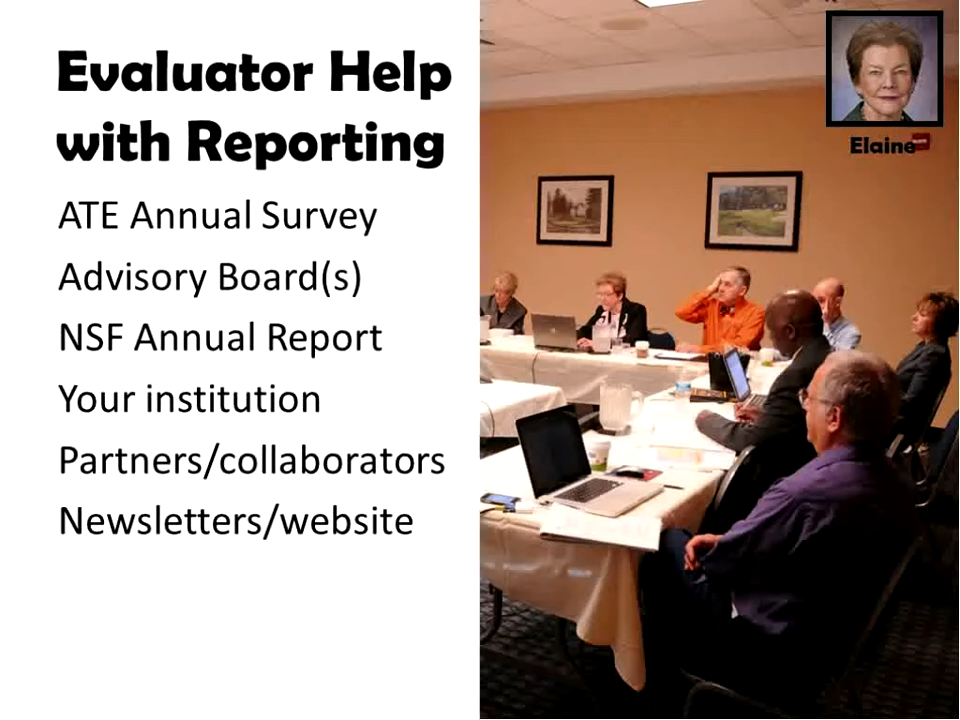 Evaluator Help
with Reporting
ATE Annual Survey
Advisory Board(s)
NSF Annual Report
Your institution
Partners/collaborators
Newsletters/website
Elaine